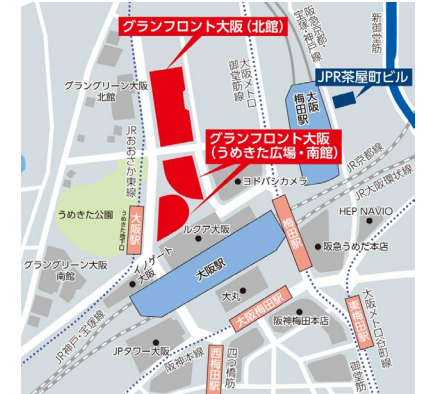 グランフロント大阪（北館）
阪急京都・
宝塚・神戸線
新御堂筋
大阪メトロ
御堂筋線
大阪
梅田駅
JPR茶屋町ビル
グラングリーン大阪
北館
JRおおさか東線
グランフロント大阪
（うめきた広場・南館）
JR京都線
JR大阪環状線
ヨドバシカメラ
うめきた公園
うめきた地下口
大阪駅
ルクア大阪
梅田駅
HEP NAVIO
阪急うめだ本店
グラングリーン大阪
南館
イノゲート
大阪
大阪駅
大丸
大阪梅田駅
阪神梅田本店
東梅田駅
大阪メトロ谷町線
JR神戸・宝塚線
JPタワー大阪
阪神本線
西梅田駅
四つ橋筋
御堂筋